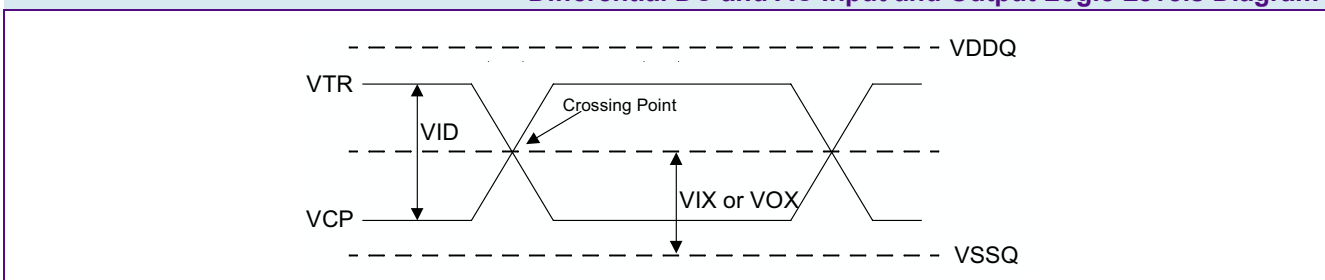 Differential DC and AC Input and Output Logic Levels Diagram
VDDQ
VTR
Crossing Point
VID
VIX or VOX
VCP
VSSQ